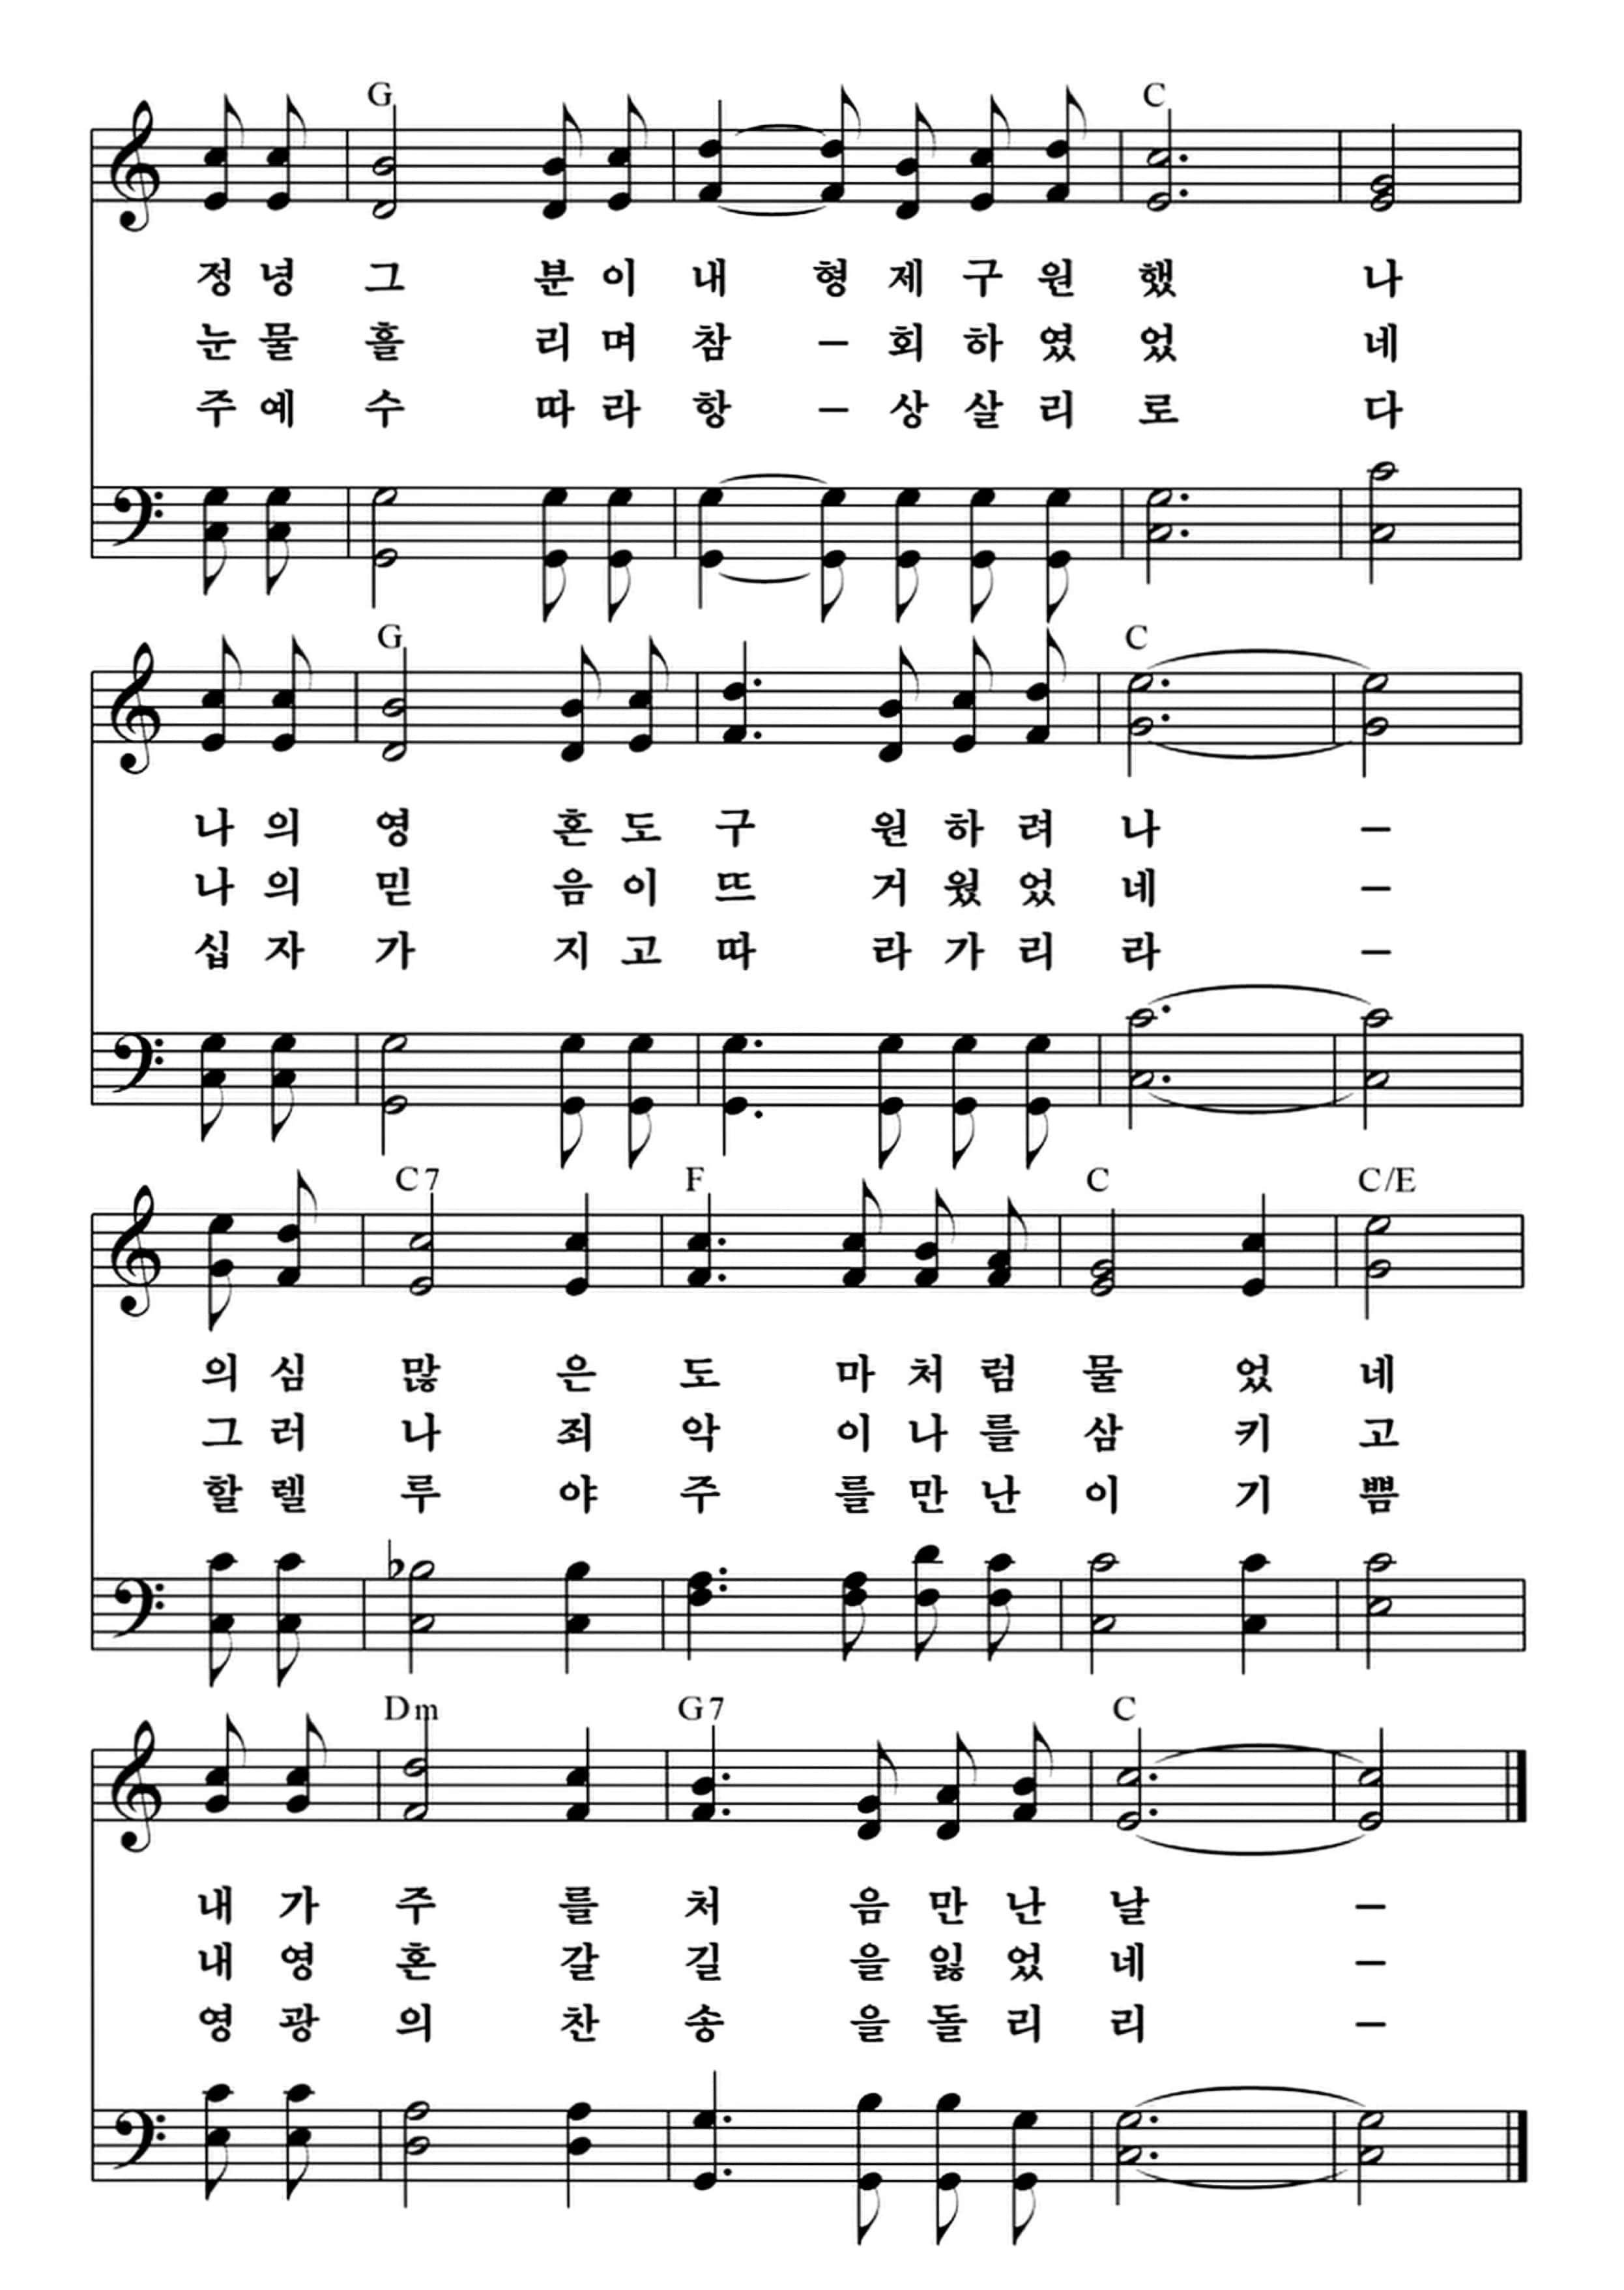 G C
정 녕 그 분 이 내 형 제 구 원 했 나
눈 물 흘 리 며 참 – 회 하 였 었 네
주 예 수 따 라 항 – 상 살 리 로 다
G C
나 의 영 혼 도 구 원 하 려 나 –
나 의 믿 음 이 뜨 거 웠 었 네 –
십 자 가 지 고 따 라 가 리 라 –
C7 F C C/E
의 심 많 은 도 마 처 럼 물 었 네
그 러 나 죄 악 이 나 를 삼 키 고
할 렐 루 야 주 를 만 난 이 기 쁨
Dm G7 C
내 가 주 를 처 음 만 난 날 –
내 영 혼 갈 길 을 잃 었 네 –
영 광 의 찬 송 을 돌 리 리 –